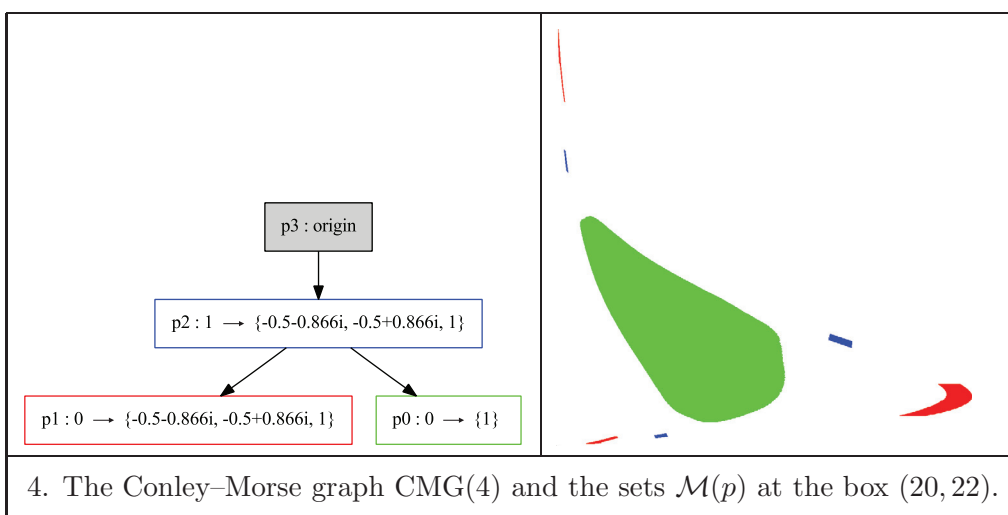 p3 : origin
p2 : 1 → {-0.5-0.866i, -0.5+0.866i, 1}
p1 : 0 → {-0.5-0.866i, -0.5+0.866i, 1}
p0 : 0 → {1}
4. The Conley–Morse graph CMG(4) and the sets ℳ(p) at the box (20, 22).